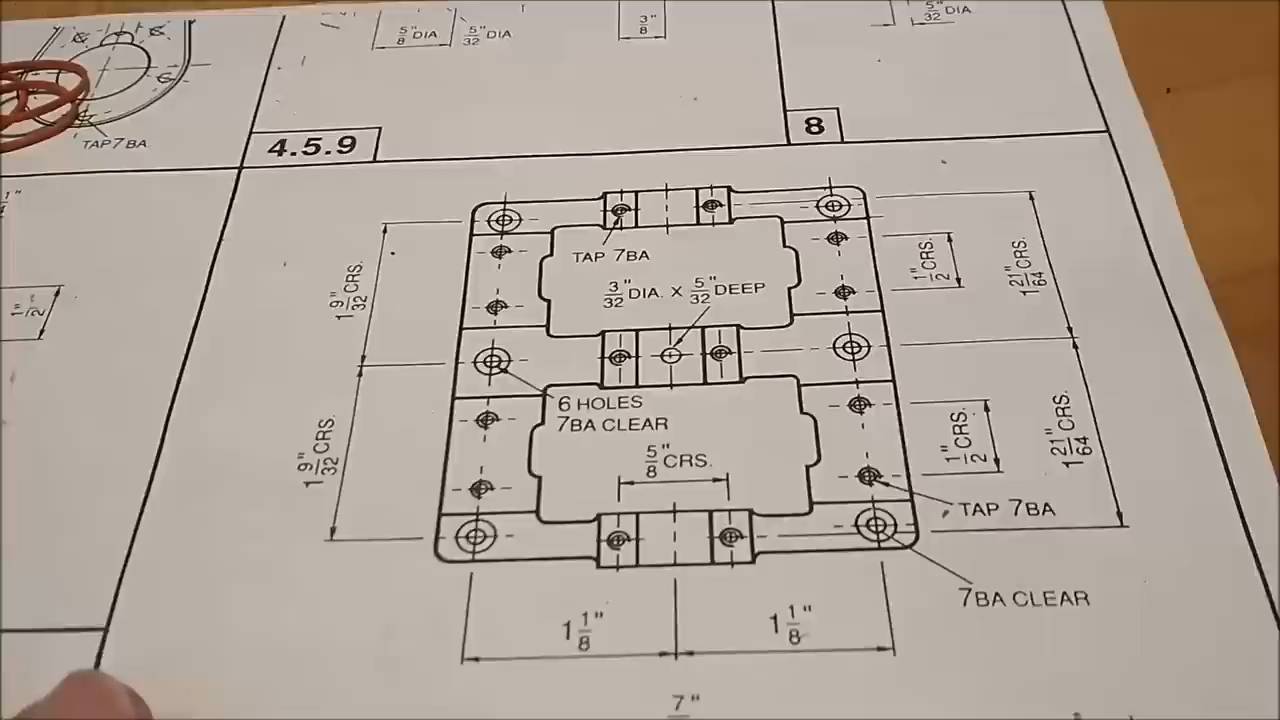 5/8" DIA
5/32" DIA
3/8"
5/32" DIA
TAP 7BA
4.5.9
8
TAP 7BA
3/32" DIA. X 5/32" DEEP
1 9/32" CRS.
1/2" CRS.
1 21/64" CRS.
6 HOLES
7BA CLEAR
5/8" CRS.
1 9/32" CRS.
1/2" CRS.
1 21/64" CRS.
TAP 7BA
7BA CLEAR
1 1/8"
1 1/8"
7"